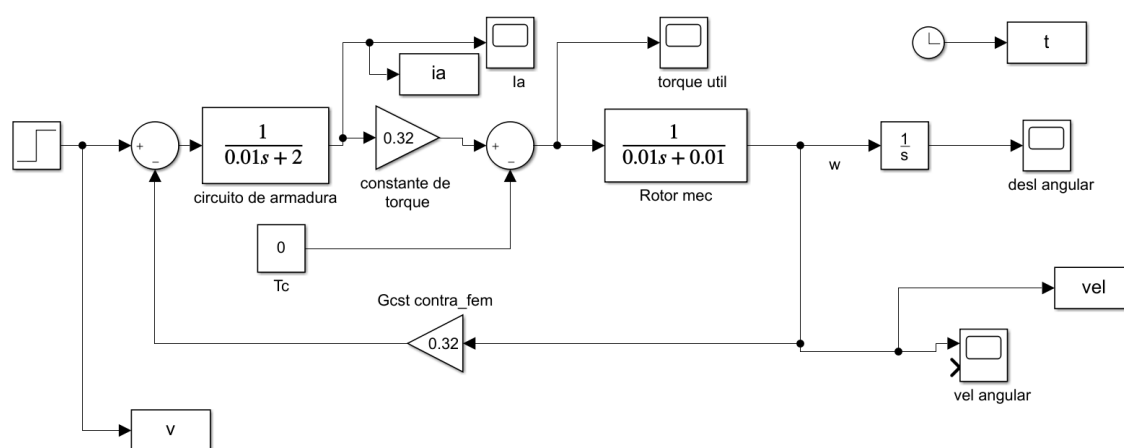 ia
Ia
torque util
t
+
−
1
0.01s + 2
circuito de armadura
0.32
constante de
torque
+
−
1
0.01s + 0.01
Rotor mec
w
1
s
desl angular
0
Tc
Gcst contra_fem
0.32
vel
vel angular
v